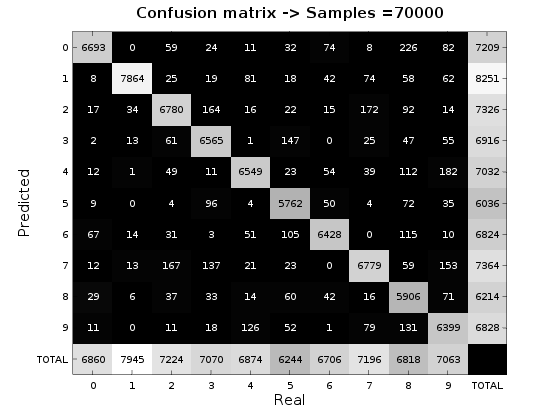 Confusion matrix -> Samples =70000
0 6693 0 59 24 11 32 74 8 226 82 7209
1 8 7864 25 19 81 18 42 74 58 62 8251
2 17 34 6780 164 16 22 15 172 92 14 7326
3 2 13 61 6565 1 147 0 25 47 55 6916
4 12 1 49 11 6549 23 54 39 112 182 7032
5 9 0 4 96 4 5762 50 4 72 35 6036
6 67 14 31 3 51 105 6428 0 115 10 6824
7 12 13 167 137 21 23 0 6779 59 153 7364
8 29 6 37 33 14 60 42 16 5906 71 6214
9 11 0 11 18 126 52 1 79 131 6399 6828
TOTAL 6860 7945 7224 7070 6874 6244 6706 7196 6818 7063
0 1 2 3 4 5 6 7 8 9 TOTAL
Real
Predicted